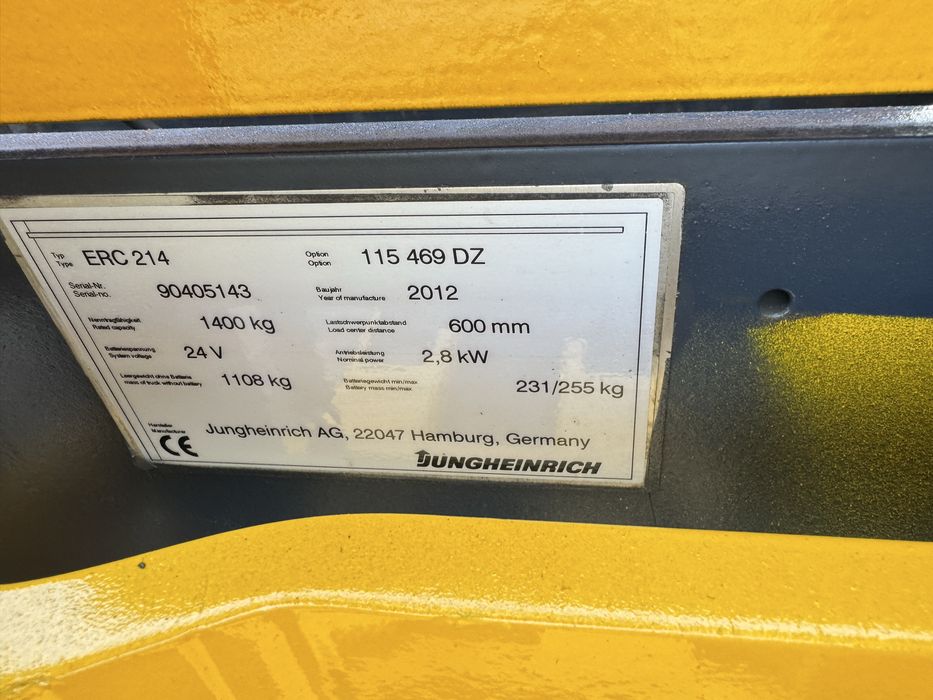 Typ
Type ERC 214 Option
Option 115 469 DZ
Serial-Nr.
Serial-no. 90405143 Baujahr
Year of manufacture 2012
Nenntragfähigkeit
Rated capacity 1400 kg Lastschwerpunktabstand
Load center distance 600 mm
Batteriespannung
System voltage 24 V Antriebsleistung
Nominal power 2,8 kW
Leergewicht ohne Batterie
mass of truck without battery 1108 kg Batteriegewicht min/max
Battery mass min/max 231/255 kg
Hersteller
Manufacturer
CE Jungheinrich AG, 22047 Hamburg, Germany
JUNGHEINRICH